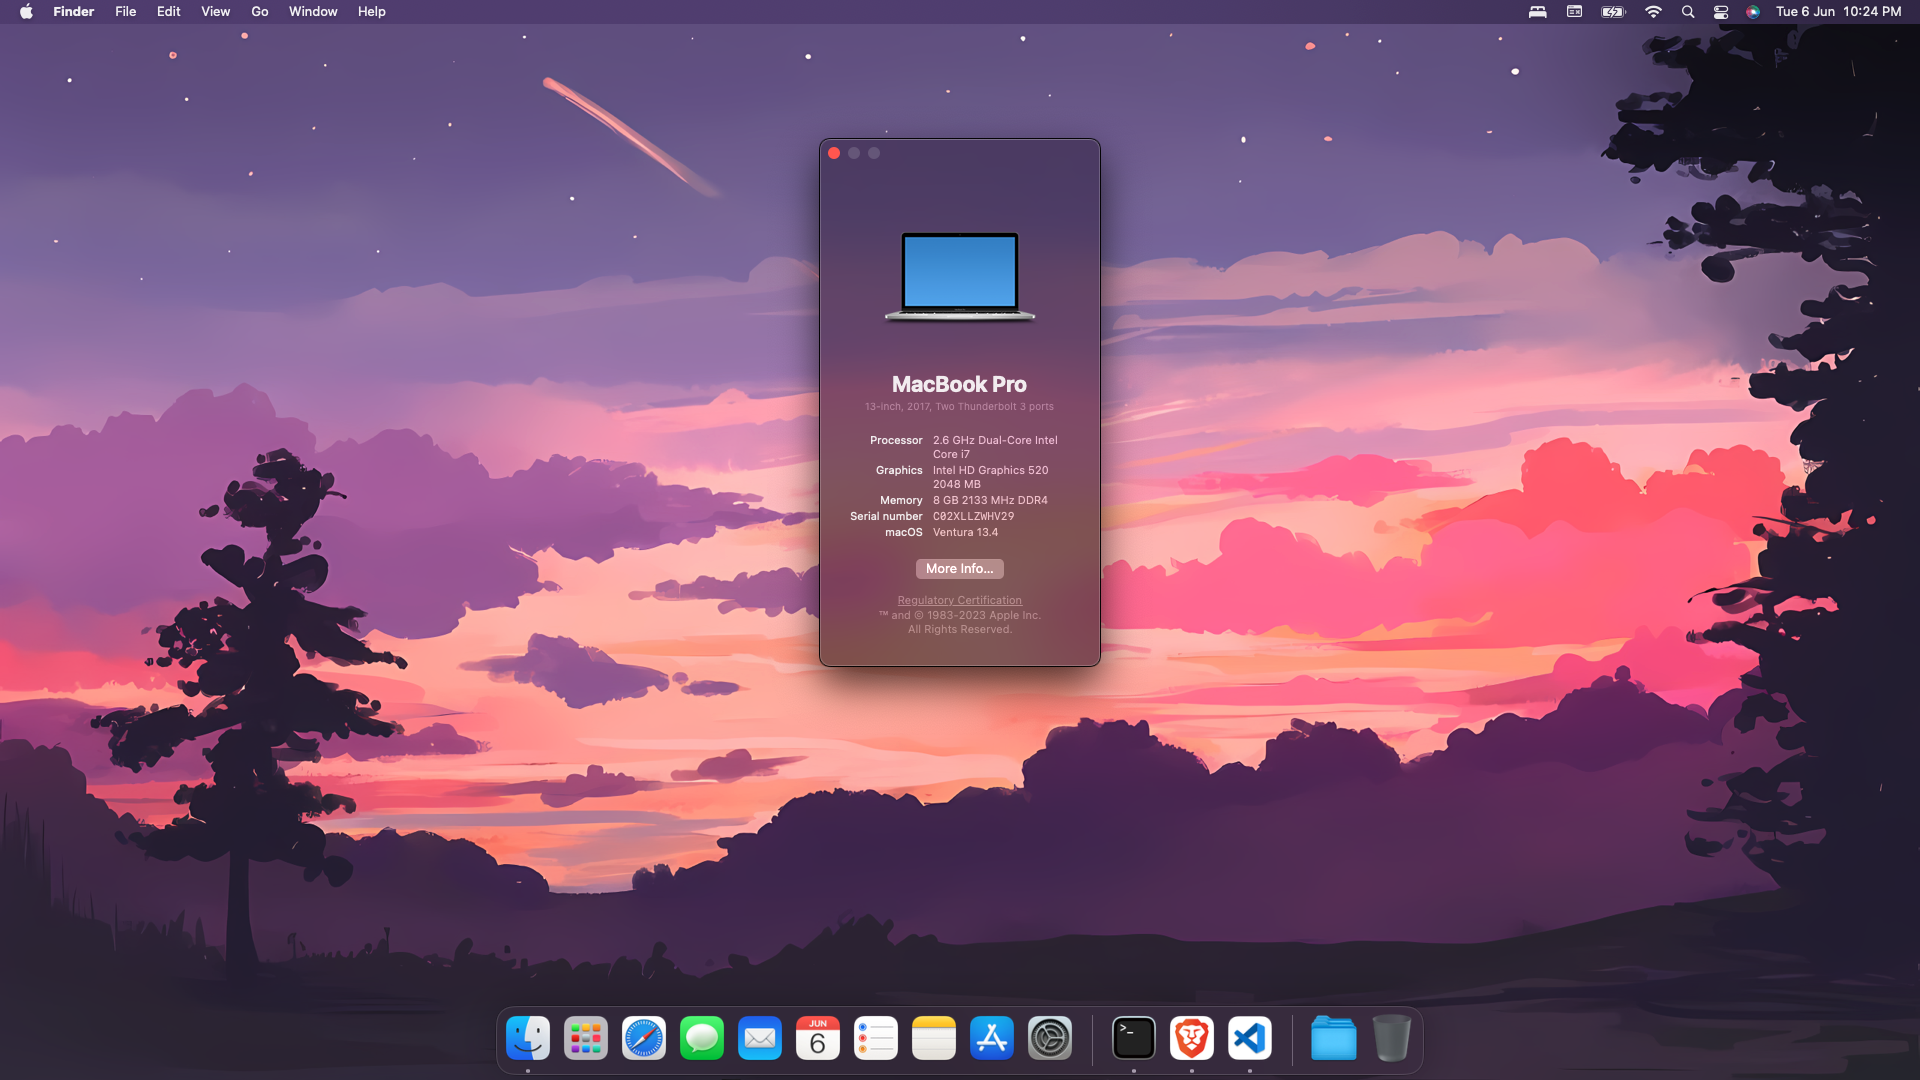 Finder File Edit View Go Window Help
Tue 6 Jun 10:24 PM
MacBook Pro
13-inch, 2017, Two Thunderbolt 3 ports
Processor 2.6 GHz Dual-Core Intel
Core i7
Graphics Intel HD Graphics 520
2048 MB
Memory 8 GB 2133 MHz DDR4
Serial number C02XLLZWHV29
macOS Ventura 13.4
More Info...
Regulatory Certification
™ and © 1983-2023 Apple Inc.
All Rights Reserved.
JUN
6
>_